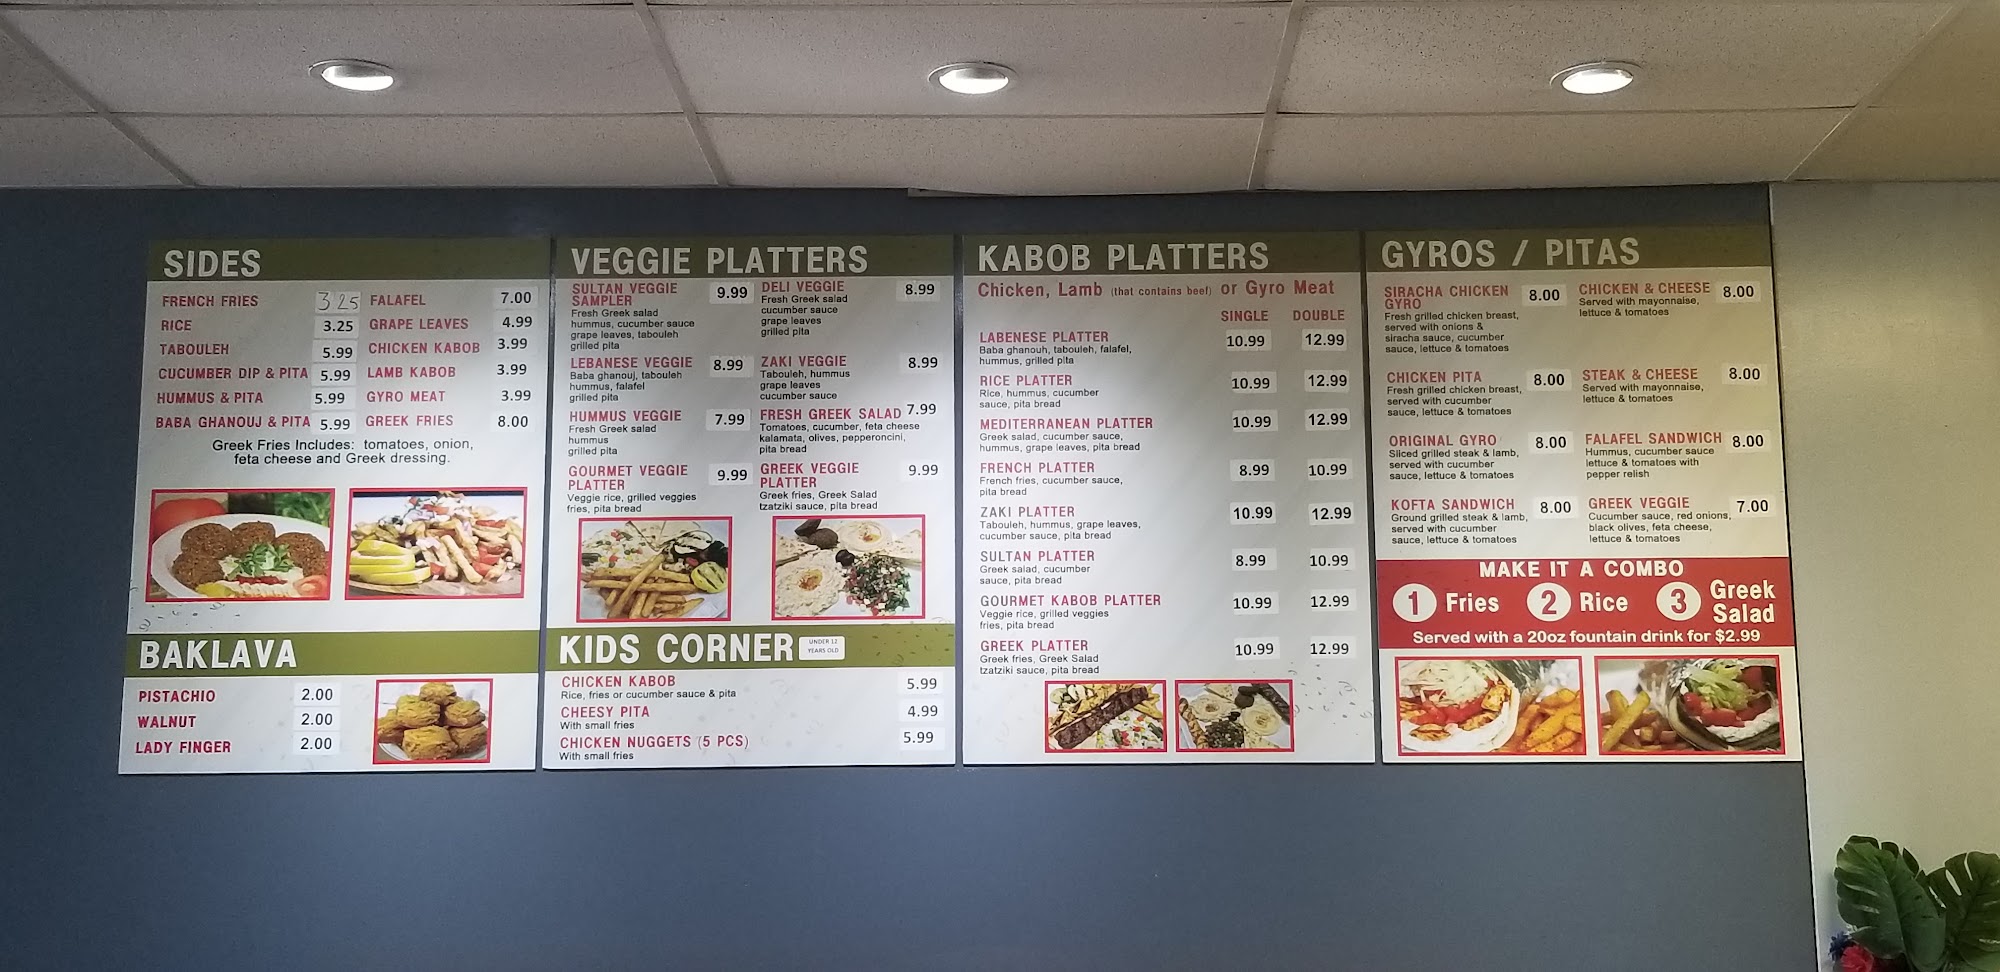 SIDES
FRENCH FRIES 3 25
RICE 3.25
TABOULEH 5.99
CUCUMBER DIP & PITA 5.99
HUMMUS & PITA 5.99
BABA GHANOUJ & PITA 5.99
FALAFEL 7.00
GRAPE LEAVES 4.99
CHICKEN KABOB 3.99
LAMB KABOB 3.99
GYRO MEAT 3.99
GREEK FRIES 8.00
Greek Fries Includes: tomatoes, onion,
feta cheese and Greek dressing.
BAKLAVA
PISTACHIO 2.00
WALNUT 2.00
LADY FINGER 2.00
VEGGIE PLATTERS
SULTAN VEGGIE 9.99
SAMPLER
Fresh Greek salad
hummus, cucumber sauce
grape leaves, tabouleh
grilled pita
LEBANESE VEGGIE 8.99
Baba ghanouj, tabouleh
hummus, falafel
grilled pita
HUMMUS VEGGIE 7.99
Fresh Greek salad
hummus
grilled pita
GOURMET VEGGIE 9.99
PLATTER
Veggie rice, grilled veggies
fries, pita bread
DELI VEGGIE 8.99
Fresh Greek salad
cucumber sauce
grape leaves
grilled pita
ZAKI VEGGIE 8.99
Tabouleh, hummus
grape leaves
cucumber sauce
FRESH GREEK SALAD 7.99
Tomatoes, cucumber, feta cheese
kalamata, olives, pepperoncini,
pita bread
GREEK VEGGIE 9.99
PLATTER
Greek fries, Greek Salad
tzatziki sauce, pita bread
KIDS CORNER UNDER 12
YEARS OLD
CHICKEN KABOB 5.99
Rice, fries or cucumber sauce & pita
CHEESY PITA 4.99
With small fries
CHICKEN NUGGETS (5 PCS) 5.99
With small fries
KABOB PLATTERS
Chicken, Lamb (that contains beef) or Gyro Meat
SINGLE DOUBLE
LABENESE PLATTER 10.99 12.99
Baba ghanouh, tabouleh, falafel,
hummus, grilled pita
RICE PLATTER 10.99 12.99
Rice, hummus, cucumber
sauce, pita bread
MEDITERRANEAN PLATTER 10.99 12.99
Greek salad, cucumber sauce,
hummus, grape leaves, pita bread
FRENCH PLATTER 8.99 10.99
French fries, cucumber sauce,
pita bread
ZAKI PLATTER 10.99 12.99
Tabouleh, hummus, grape leaves,
cucumber sauce, pita bread
SULTAN PLATTER 8.99 10.99
Greek salad, cucumber
sauce, pita bread
GOURMET KABOB PLATTER 10.99 12.99
Veggie rice, grilled veggies
fries, pita bread
GREEK PLATTER 10.99 12.99
Greek fries, Greek Salad
tzatziki sauce, pita bread
GYROS / PITAS
SIRACHA CHICKEN 8.00
GYRO
Fresh grilled chicken breast,
served with onions &
siracha sauce, cucumber
sauce, lettuce & tomatoes
CHICKEN PITA 8.00
Fresh grilled chicken breast,
served with cucumber
sauce, lettuce & tomatoes
ORIGINAL GYRO 8.00
Sliced grilled steak & lamb,
served with cucumber
sauce, lettuce & tomatoes
KOFTA SANDWICH 8.00
Ground grilled steak & lamb,
served with cucumber
sauce, lettuce & tomatoes
CHICKEN & CHEESE 8.00
Served with mayonnaise,
lettuce & tomatoes
STEAK & CHEESE 8.00
Served with mayonnaise,
lettuce & tomatoes
FALAFEL SANDWICH 8.00
Hummus, cucumber sauce
lettuce & tomatoes with
pepper relish
GREEK VEGGIE 7.00
Cucumber sauce, red onions,
black olives, feta cheese,
lettuce & tomatoes
MAKE IT A COMBO
1 Fries 2 Rice 3 Greek
Salad
Served with a 20oz fountain drink for $2.99